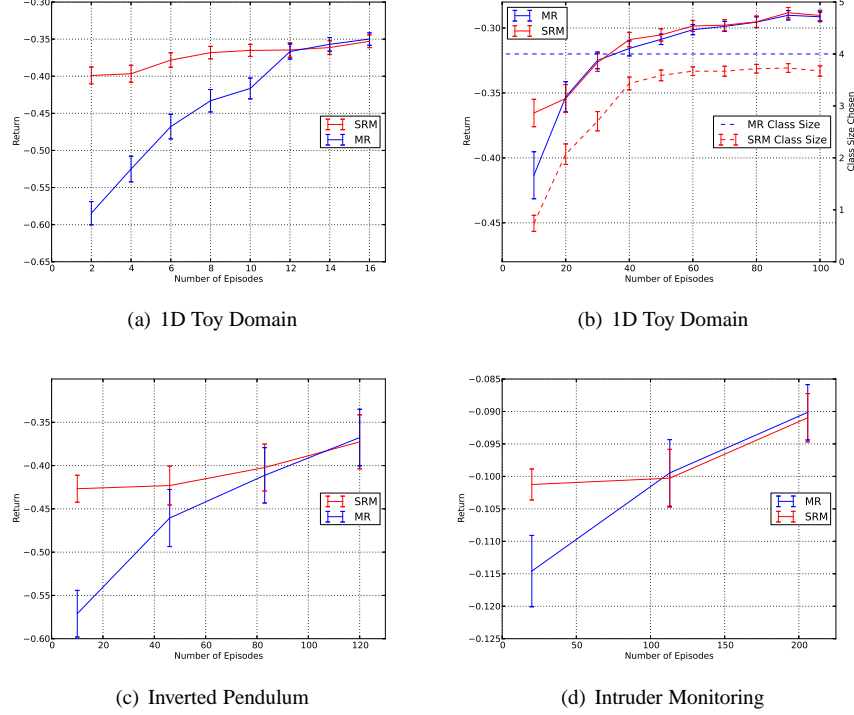 −0.30
−0.35
−0.40
−0.45
−0.50
−0.55
−0.60
−0.65
Return
2 4 6 8 10 12 14 16
Number of Episodes
SRM
MR
(a) 1D Toy Domain
−0.30
−0.35
−0.40
−0.45
Return
0 20 40 60 80 100
Number of Episodes
5
4
3
2
1
0
Class Size Chosen
MR
SRM
MR Class Size
SRM Class Size
(b) 1D Toy Domain
−0.35
−0.40
−0.45
−0.50
−0.55
−0.60
Return
0 20 40 60 80 100 120
Number of Episodes
SRM
MR
(c) Inverted Pendulum
−0.085
−0.090
−0.095
−0.100
−0.105
−0.110
−0.115
−0.120
−0.125
Return
0 50 100 150 200
Number of Episodes
MR
SRM
(d) Intruder Monitoring